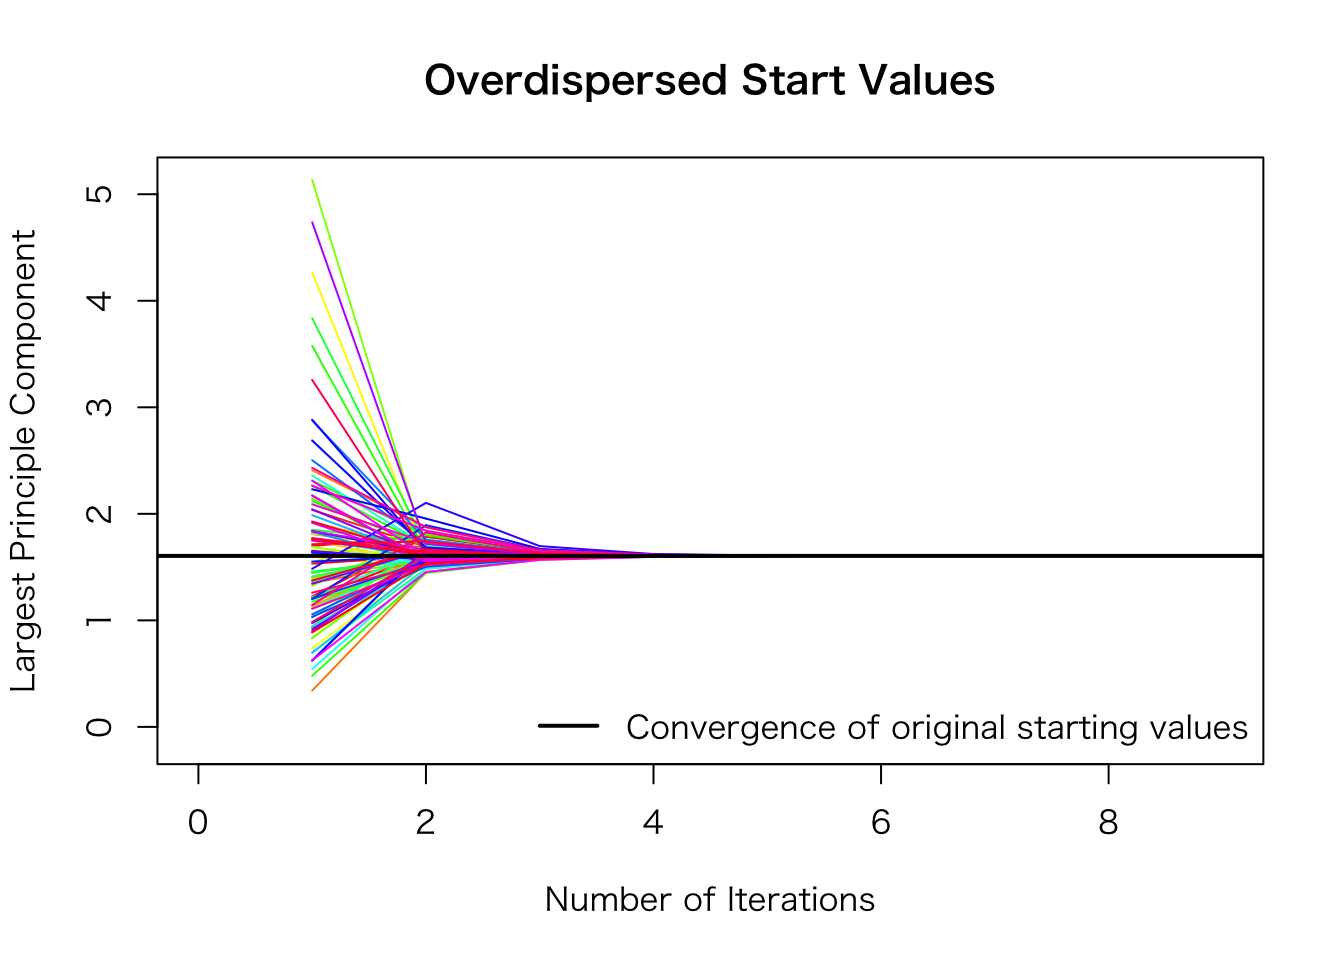 Overdispersed Start Values
Largest Principle Component
5
4
3
2
1
0
Convergence of original starting values
0 2 4 6 8
Number of Iterations